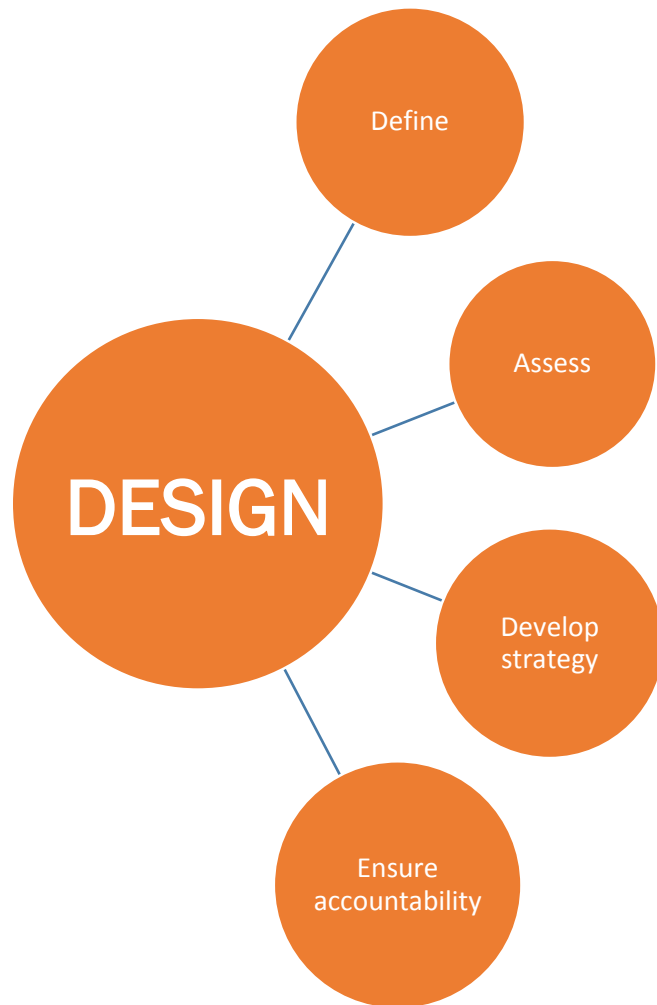 Define
Assess
DESIGN
Develop
strategy
Ensure
accountability